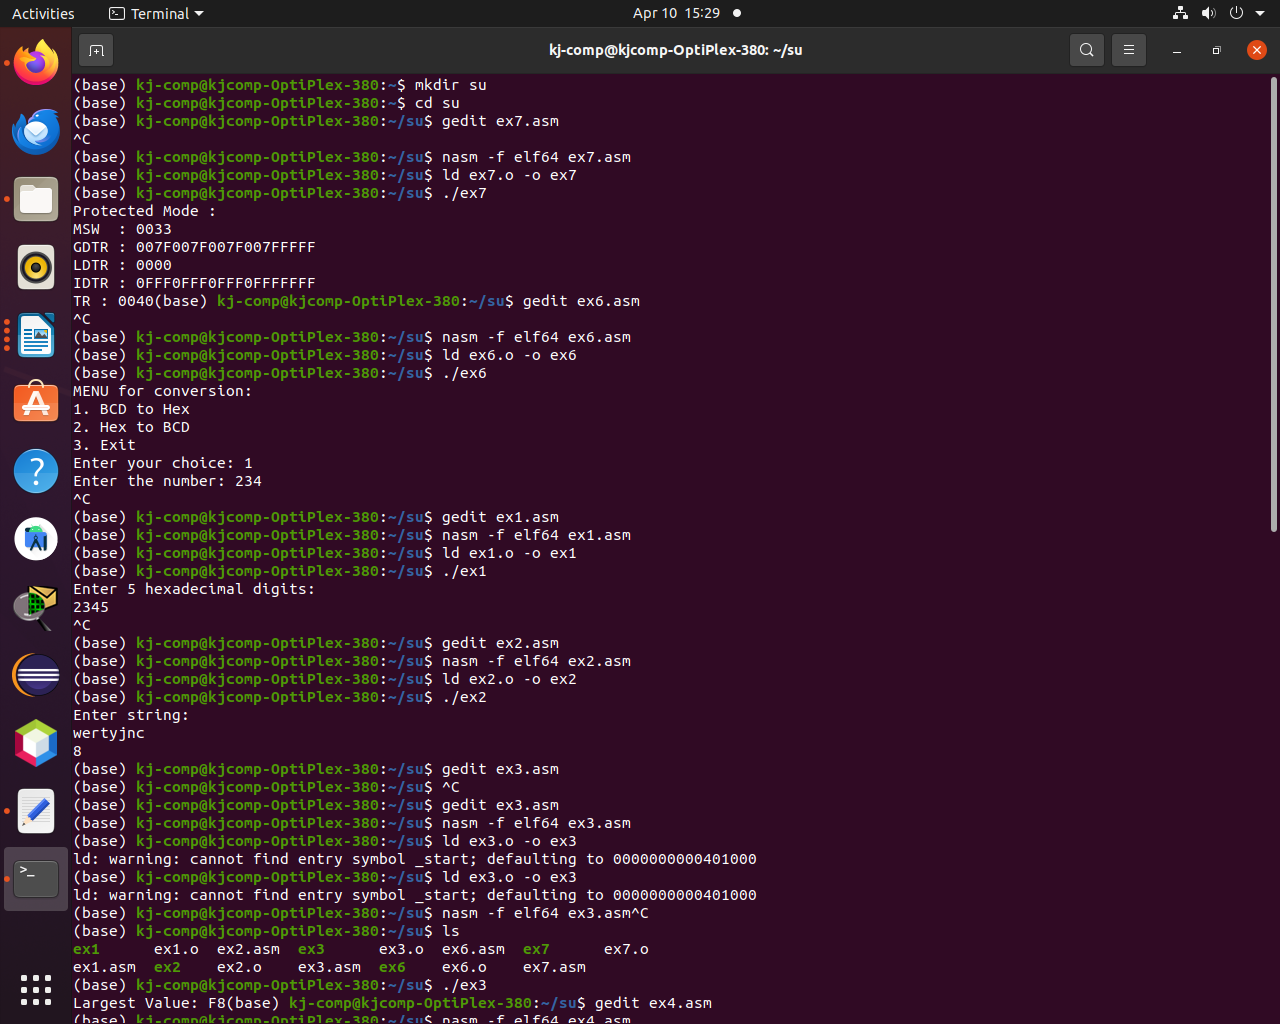 Activities
Terminal
Apr 10 15:29
kj-comp@kjcomp-OptiPlex-380: ~/su
(base) kj-comp@kjcomp-OptiPlex-380:~$ mkdir su
(base) kj-comp@kjcomp-OptiPlex-380:~$ cd su
(base) kj-comp@kjcomp-OptiPlex-380:~/su$ gedit ex7.asm
^C
(base) kj-comp@kjcomp-OptiPlex-380:~/su$ nasm -f elf64 ex7.asm
(base) kj-comp@kjcomp-OptiPlex-380:~/su$ ld ex7.o -o ex7
(base) kj-comp@kjcomp-OptiPlex-380:~/su$ ./ex7
Protected Mode :
MSW  : 0033
GDTR : 007F007F007F007FFFFF
LDTR : 0000
IDTR : 0FFF0FFF0FFF0FFFFFFF
TR : 0040(base) kj-comp@kjcomp-OptiPlex-380:~/su$ gedit ex6.asm
^C
(base) kj-comp@kjcomp-OptiPlex-380:~/su$ nasm -f elf64 ex6.asm
(base) kj-comp@kjcomp-OptiPlex-380:~/su$ ld ex6.o -o ex6
(base) kj-comp@kjcomp-OptiPlex-380:~/su$ ./ex6
MENU for conversion:
1. BCD to Hex
2. Hex to BCD
3. Exit
Enter your choice: 1
Enter the number: 234
^C
(base) kj-comp@kjcomp-OptiPlex-380:~/su$ gedit ex1.asm
(base) kj-comp@kjcomp-OptiPlex-380:~/su$ nasm -f elf64 ex1.asm
(base) kj-comp@kjcomp-OptiPlex-380:~/su$ ld ex1.o -o ex1
(base) kj-comp@kjcomp-OptiPlex-380:~/su$ ./ex1
Enter 5 hexadecimal digits:
2345
^C
(base) kj-comp@kjcomp-OptiPlex-380:~/su$ gedit ex2.asm
(base) kj-comp@kjcomp-OptiPlex-380:~/su$ nasm -f elf64 ex2.asm
(base) kj-comp@kjcomp-OptiPlex-380:~/su$ ld ex2.o -o ex2
(base) kj-comp@kjcomp-OptiPlex-380:~/su$ ./ex2
Enter string:
wertyjnc
8
(base) kj-comp@kjcomp-OptiPlex-380:~/su$ gedit ex3.asm
(base) kj-comp@kjcomp-OptiPlex-380:~/su$ ^C
(base) kj-comp@kjcomp-OptiPlex-380:~/su$ gedit ex3.asm
(base) kj-comp@kjcomp-OptiPlex-380:~/su$ nasm -f elf64 ex3.asm
(base) kj-comp@kjcomp-OptiPlex-380:~/su$ ld ex3.o -o ex3
ld: warning: cannot find entry symbol _start; defaulting to 0000000000401000
(base) kj-comp@kjcomp-OptiPlex-380:~/su$ ld ex3.o -o ex3
ld: warning: cannot find entry symbol _start; defaulting to 0000000000401000
(base) kj-comp@kjcomp-OptiPlex-380:~/su$ nasm -f elf64 ex3.asm^C
(base) kj-comp@kjcomp-OptiPlex-380:~/su$ ls
ex1      ex1.o  ex2.asm  ex3      ex3.o  ex6.asm  ex7      ex7.o
ex1.asm  ex2    ex2.o    ex3.asm  ex6    ex6.o    ex7.asm
(base) kj-comp@kjcomp-OptiPlex-380:~/su$ ./ex3
Largest Value: F8(base) kj-comp@kjcomp-OptiPlex-380:~/su$ gedit ex4.asm
(base) kj-comp@kjcomp-OptiPlex-380:~/su$ nasm -f elf64 ex4.asm